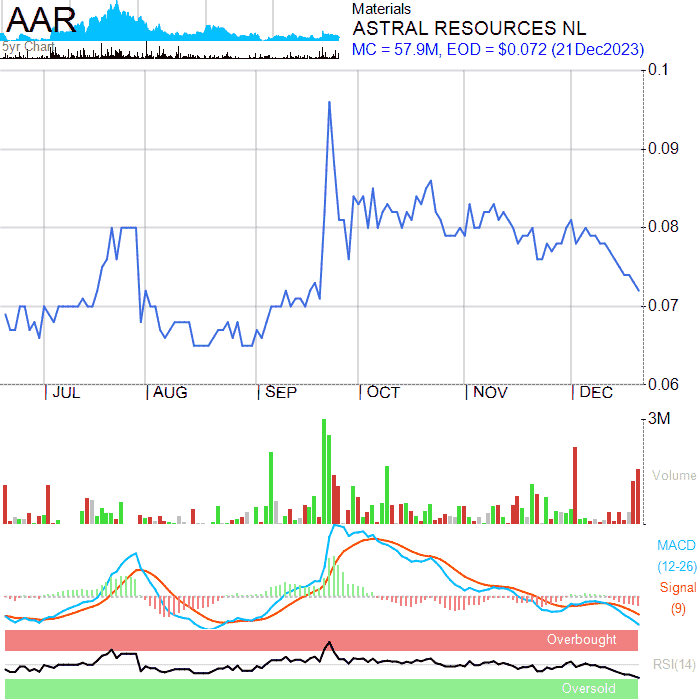 AAR
5yr Chart
Materials
ASTRAL RESOURCES NL
MC = 57.9M, EOD = $0.072 (21Dec2023)
0.1
0.09
0.08
0.07
0.06
JUL AUG SEP OCT NOV DEC
3M
Volume
MACD
(12-26)
Signal
(9)
Overbought
RSI(14)
Oversold